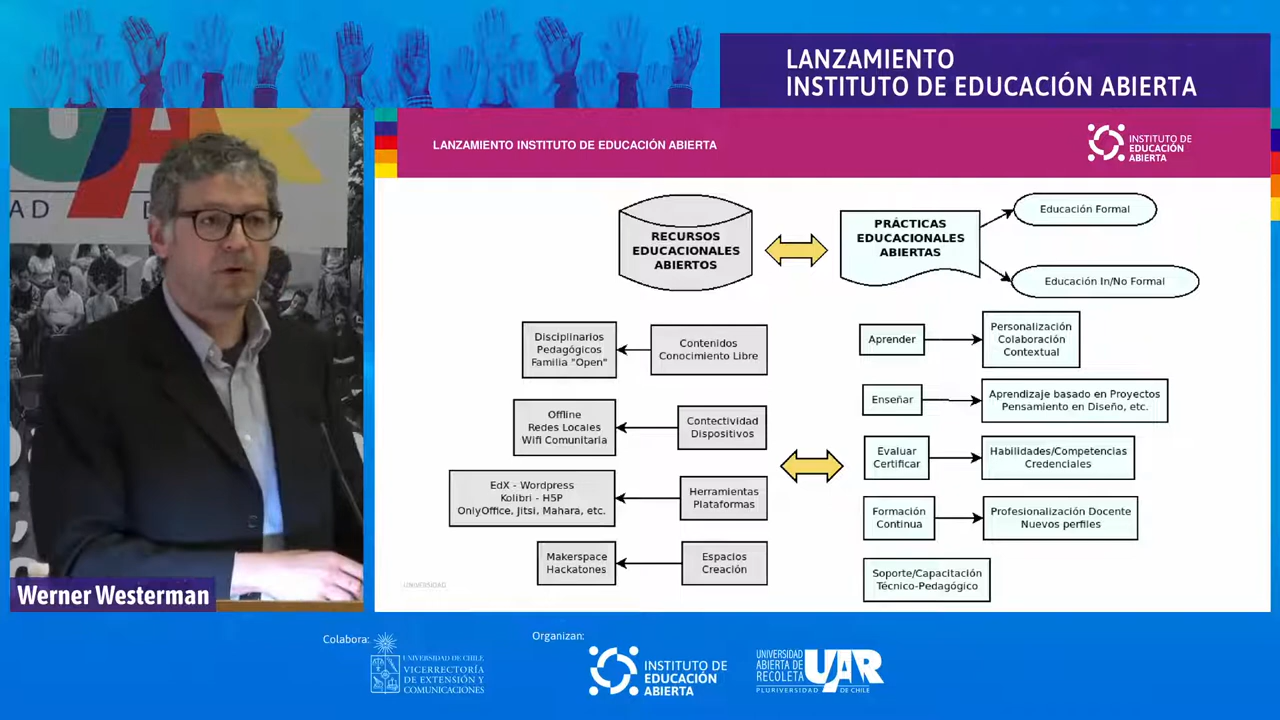 LANZAMIENTO
INSTITUTO DE EDUCACIÓN ABIERTA
LANZAMIENTO INSTITUTO DE EDUCACIÓN ABIERTA
INSTITUTO DE
EDUCACIÓN
ABIERTA
RECURSOS
EDUCACIONALES
ABIERTOS
PRÁCTICAS
EDUCACIONALES
ABIERTAS
Educación Formal
Educación In/No Formal
Disciplinarios
Pedagógicos
Familia "Open"
Contenidos
Conocimiento Libre
Offline
Redes Locales
Wifi Comunitaria
Contectividad
Dispositivos
EdX - Wordpress
Kolibri - H5P
OnlyOffice, Jitsi, Mahara, etc.
Herramientas
Plataformas
Makerspace
Hackatones
Espacios
Creación
Aprender
Personalización
Colaboración
Contextual
Enseñar
Aprendizaje basado en Proyectos
Pensamiento en Diseño, etc.
Evaluar
Certificar
Habilidades/Competencias
Credenciales
Formación
Continua
Profesionalización Docente
Nuevos perfiles
Soporte/Capacitación
Técnico-Pedagógico
UNIVERSIDAD
Werner Westerman
Colabora:
UNIVERSIDAD DE CHILE
VICERRECTORÍA
DE EXTENSIÓN Y
COMUNICACIONES
Organizan:
INSTITUTO DE
EDUCACIÓN
ABIERTA
UNIVERSIDAD
ABIERTA DE
RECOLETA
UAR
PLURIVERSIDAD DE CHILE